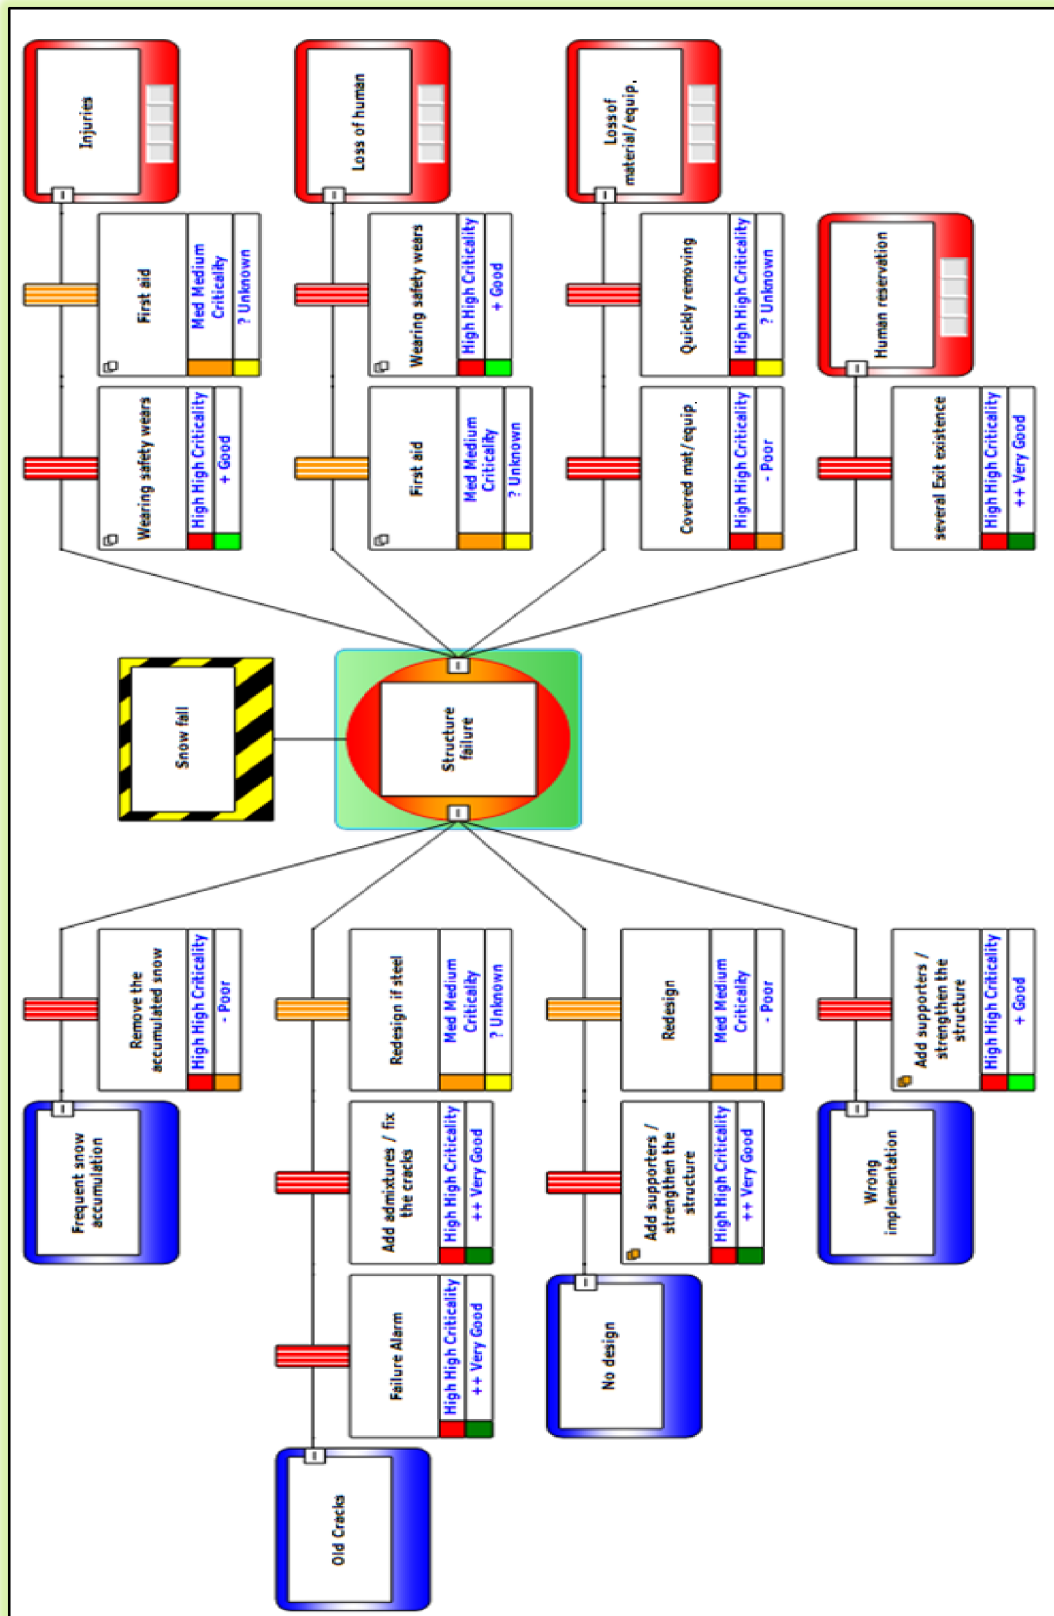 Frequent snow
accumulation
Remove the
accumulated snow
High High Criticality
- Poor
Snow fall
Wearing safety wears
High High Criticality
+ Good
First aid
Med Medium
Criticality
? Unknown
Injuries
Old Cracks
Failure Alarm
High High Criticality
++ Very Good
Add admixtures / fix
the cracks
High High Criticality
++ Very Good
Redesign if steel
Med Medium
Criticality
? Unknown
Structure
failure
First aid
Med Medium
Criticality
? Unknown
Wearing safety wears
High High Criticality
+ Good
Loss of human
No design
Add supporters /
strengthen the
structure
High High Criticality
++ Very Good
Redesign
Med Medium
Criticality
- Poor
Covered mat/equip.
High High Criticality
- Poor
Quickly removing
High High Criticality
? Unknown
Lossof
material/equip.
Wrong
implementation
Add supporters /
strengthen the
structure
High High Criticality
+ Good
several Exit existence
High High Criticality
++ Very Good
Human reservation